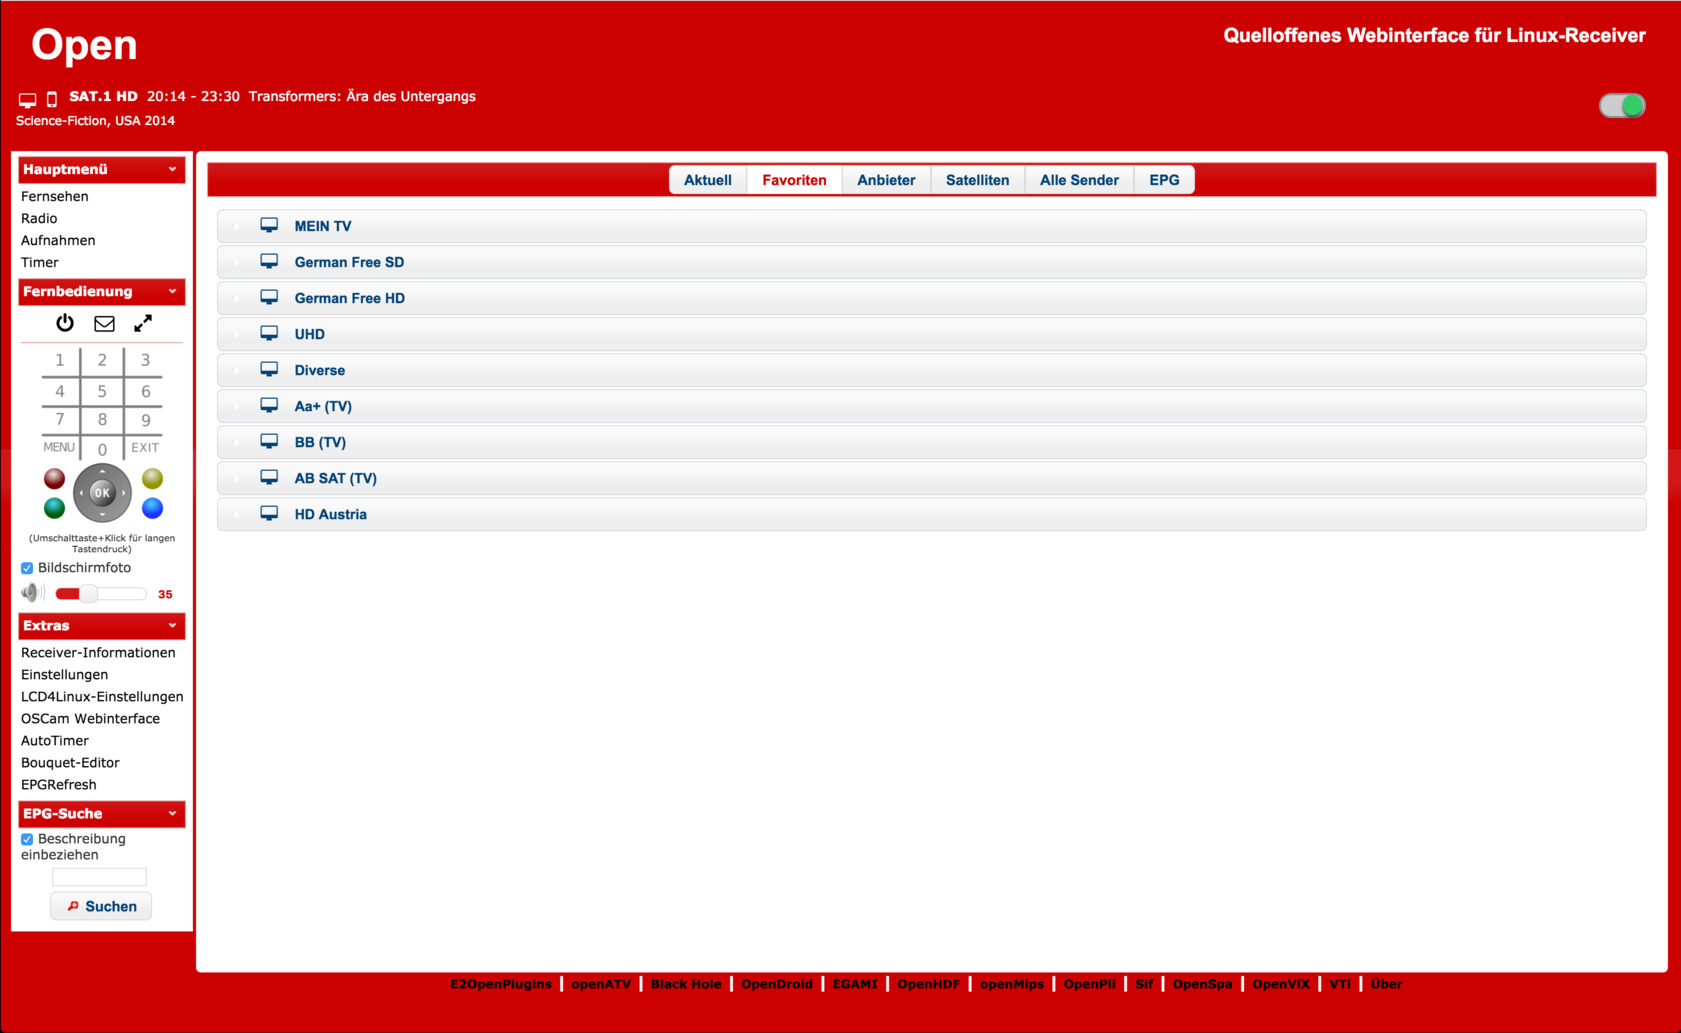 Open
Quelloffenes Webinterface für Linux-Receiver
SAT.1 HD 20:14 - 23:30 Transformers: Ära des Untergangs
Science-Fiction, USA 2014
Hauptmenü
Fernsehen
Radio
Aufnahmen
Timer
Fernbedienung
1 2 3
4 5 6
7 8 9
MENU 0 EXIT
OK
(Umschalttaste+Klick für langen
Tastendruck)
Bildschirmfoto
35
Extras
Receiver-Informationen
Einstellungen
LCD4Linux-Einstellungen
OSCam Webinterface
AutoTimer
Bouquet-Editor
EPGRefresh
EPG-Suche
Beschreibung
einbeziehen
Suchen
Aktuell Favoriten Anbieter Satelliten Alle Sender EPG
MEIN TV
German Free SD
German Free HD
UHD
Diverse
Aa+ (TV)
BB (TV)
AB SAT (TV)
HD Austria
E2OpenPlugins | openATV | Black Hole | OpenDroid | EGAMI | OpenHDF | openMips | OpenPli | Sif | OpenSpa | OpenViX | VTi | Über